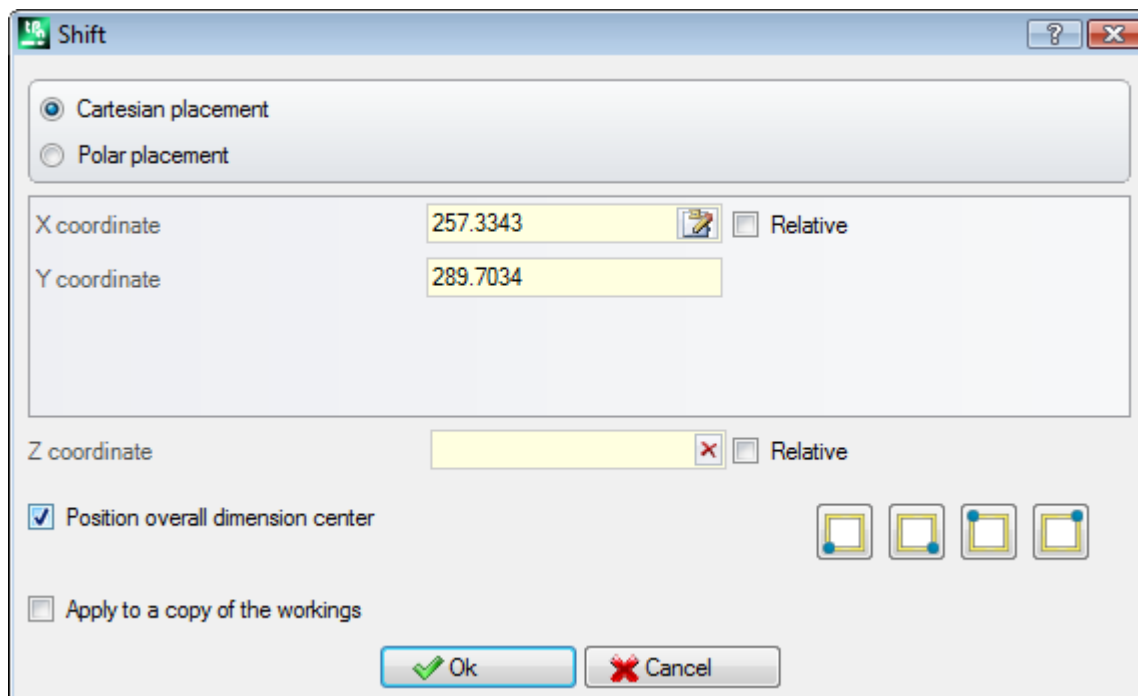 Shift
Cartesian placement
Polar placement
X coordinate 257.3343 Relative
Y coordinate 289.7034
Z coordinate Relative
Position overall dimension center
Apply to a copy of the workings
Ok Cancel